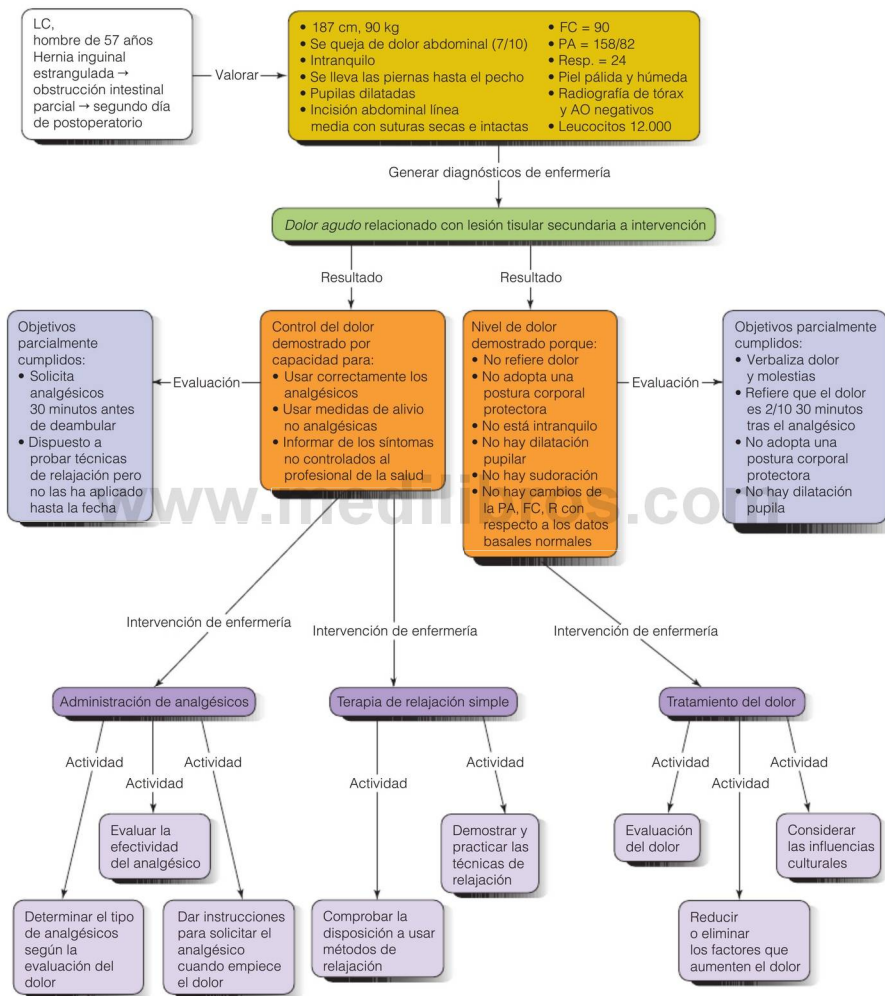 LC,
hombre de 57 años
Hernia inguinal
estrangulada →
obstrucción intestinal
parcial → segundo día
de postoperatorio
Valorar
• 187 cm, 90 kg
• Se queja de dolor abdominal (7/10)
• Intranquilo
• Se lleva las piernas hasta el pecho
• Pupilas dilatadas
• Incisión abdominal línea
media con suturas secas e intactas
• FC = 90
• PA = 158/82
• Resp. = 24
• Piel pálida y húmeda
• Radiografía de tórax
y AO negativos
• Leucocitos 12.000
Generar diagnósticos de enfermería
Dolor agudo relacionado con lesión tisular secundaria a intervención
Resultado
Resultado
Objetivos
parcialmente
cumplidos:
• Solicita
analgésicos
30 minutos antes
de deambular
• Dispuesto a
probar técnicas
de relajación pero
no las ha aplicado
hasta la fecha
Evaluación
Control del dolor
demostrado por
capacidad para:
• Usar correctamente los
analgésicos
• Usar medidas de alivio
no analgésicas
• Informar de los síntomas
no controlados al
profesional de la salud
Nivel de dolor
demostrado porque:
• No refiere dolor
• No adopta una
postura corporal
protectora
• No está intranquilo
• No hay dilatación
pupilar
• No hay sudoración
• No hay cambios de
la PA, FC, R con
respecto a los datos
basales normales
Evaluación
Objetivos parcialmente
cumplidos:
• Verbaliza dolor
y molestias
• Refiere que el dolor
es 2/10 30 minutos
tras el analgésico
• No adopta una
postura corporal
protectora
• No hay dilatación
pupila
www.medilibros.com
Intervención de enfermería
Intervención de enfermería
Intervención de enfermería
Administración de analgésicos
Terapia de relajación simple
Tratamiento del dolor
Actividad
Actividad
Actividad
Actividad
Actividad
Actividad
Actividad
Actividad
Evaluar la
efectividad
del analgésico
Demostrar y
practicar las
técnicas de
relajación
Evaluación
del dolor
Considerar
las influencias
culturales
Determinar el tipo
de analgésicos
según la
evaluación del
dolor
Dar instrucciones
para solicitar el
analgésico
cuando empiece
el dolor
Comprobar la
disposición a usar
métodos de
relajación
Reducir
o eliminar
los factores que
aumenten el dolor